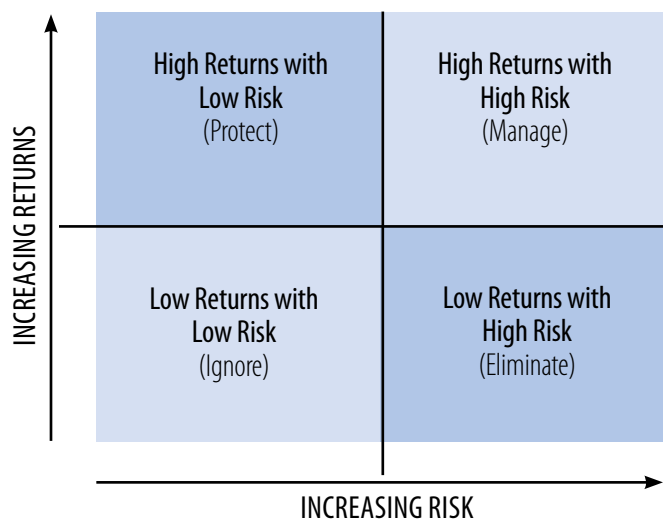 INCREASING RETURNS
High Returns with
Low Risk
(Protect)
High Returns with
High Risk
(Manage)
Low Returns with
Low Risk
(Ignore)
Low Returns with
High Risk
(Eliminate)
INCREASING RISK